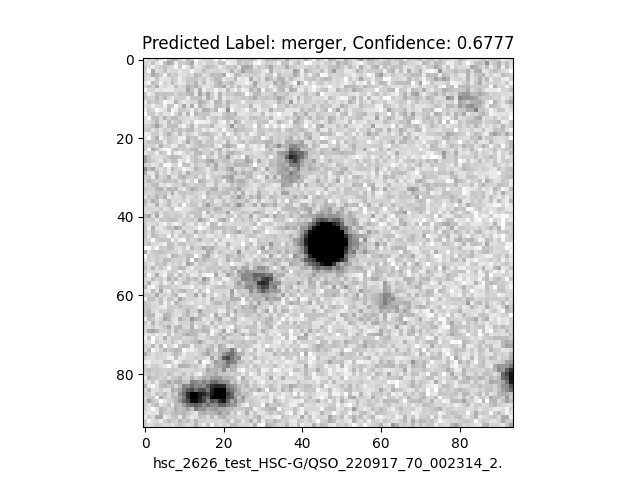 Predicted Label: merger, Confidence: 0.6777
0
20
40
60
80
0 20 40 60 80
hsc_2626_test_HSC-G/QSO_220917_70_002314_2.